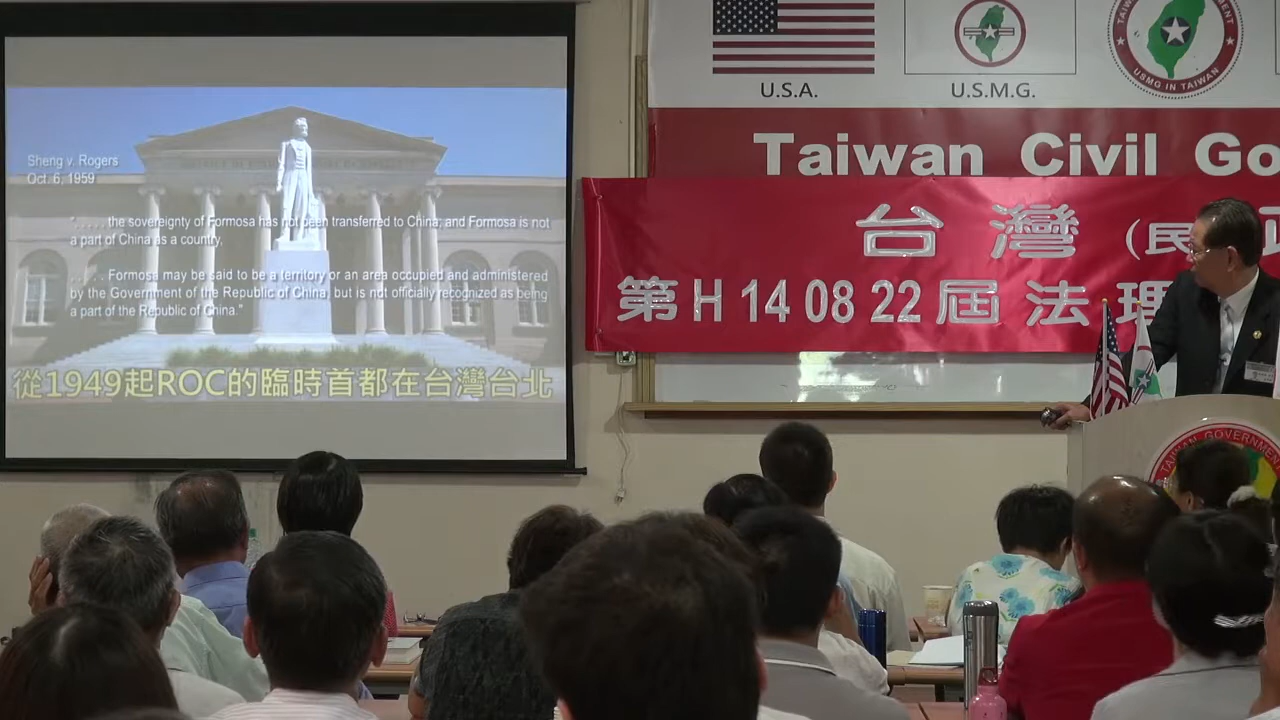 Sheng v. Rogers
Oct. 6, 1959
". . . . . the sovereignty of Formosa has not been transferred to China, and Formosa is not
a part of China as a country,
. . . . . Formosa may be said to be a territory or an area occupied and administered
by the Government of the Republic of China, but is not officially recognized as being
a part of the Republic of China."
從1949起ROC的臨時首都在台灣台北
U.S.A.
U.S.M.G.
USMG IN TAIWAN
Taiwan Civil Go
台灣(民政
第H 14 08 22屆法
TAIWAN GOVERNMENT